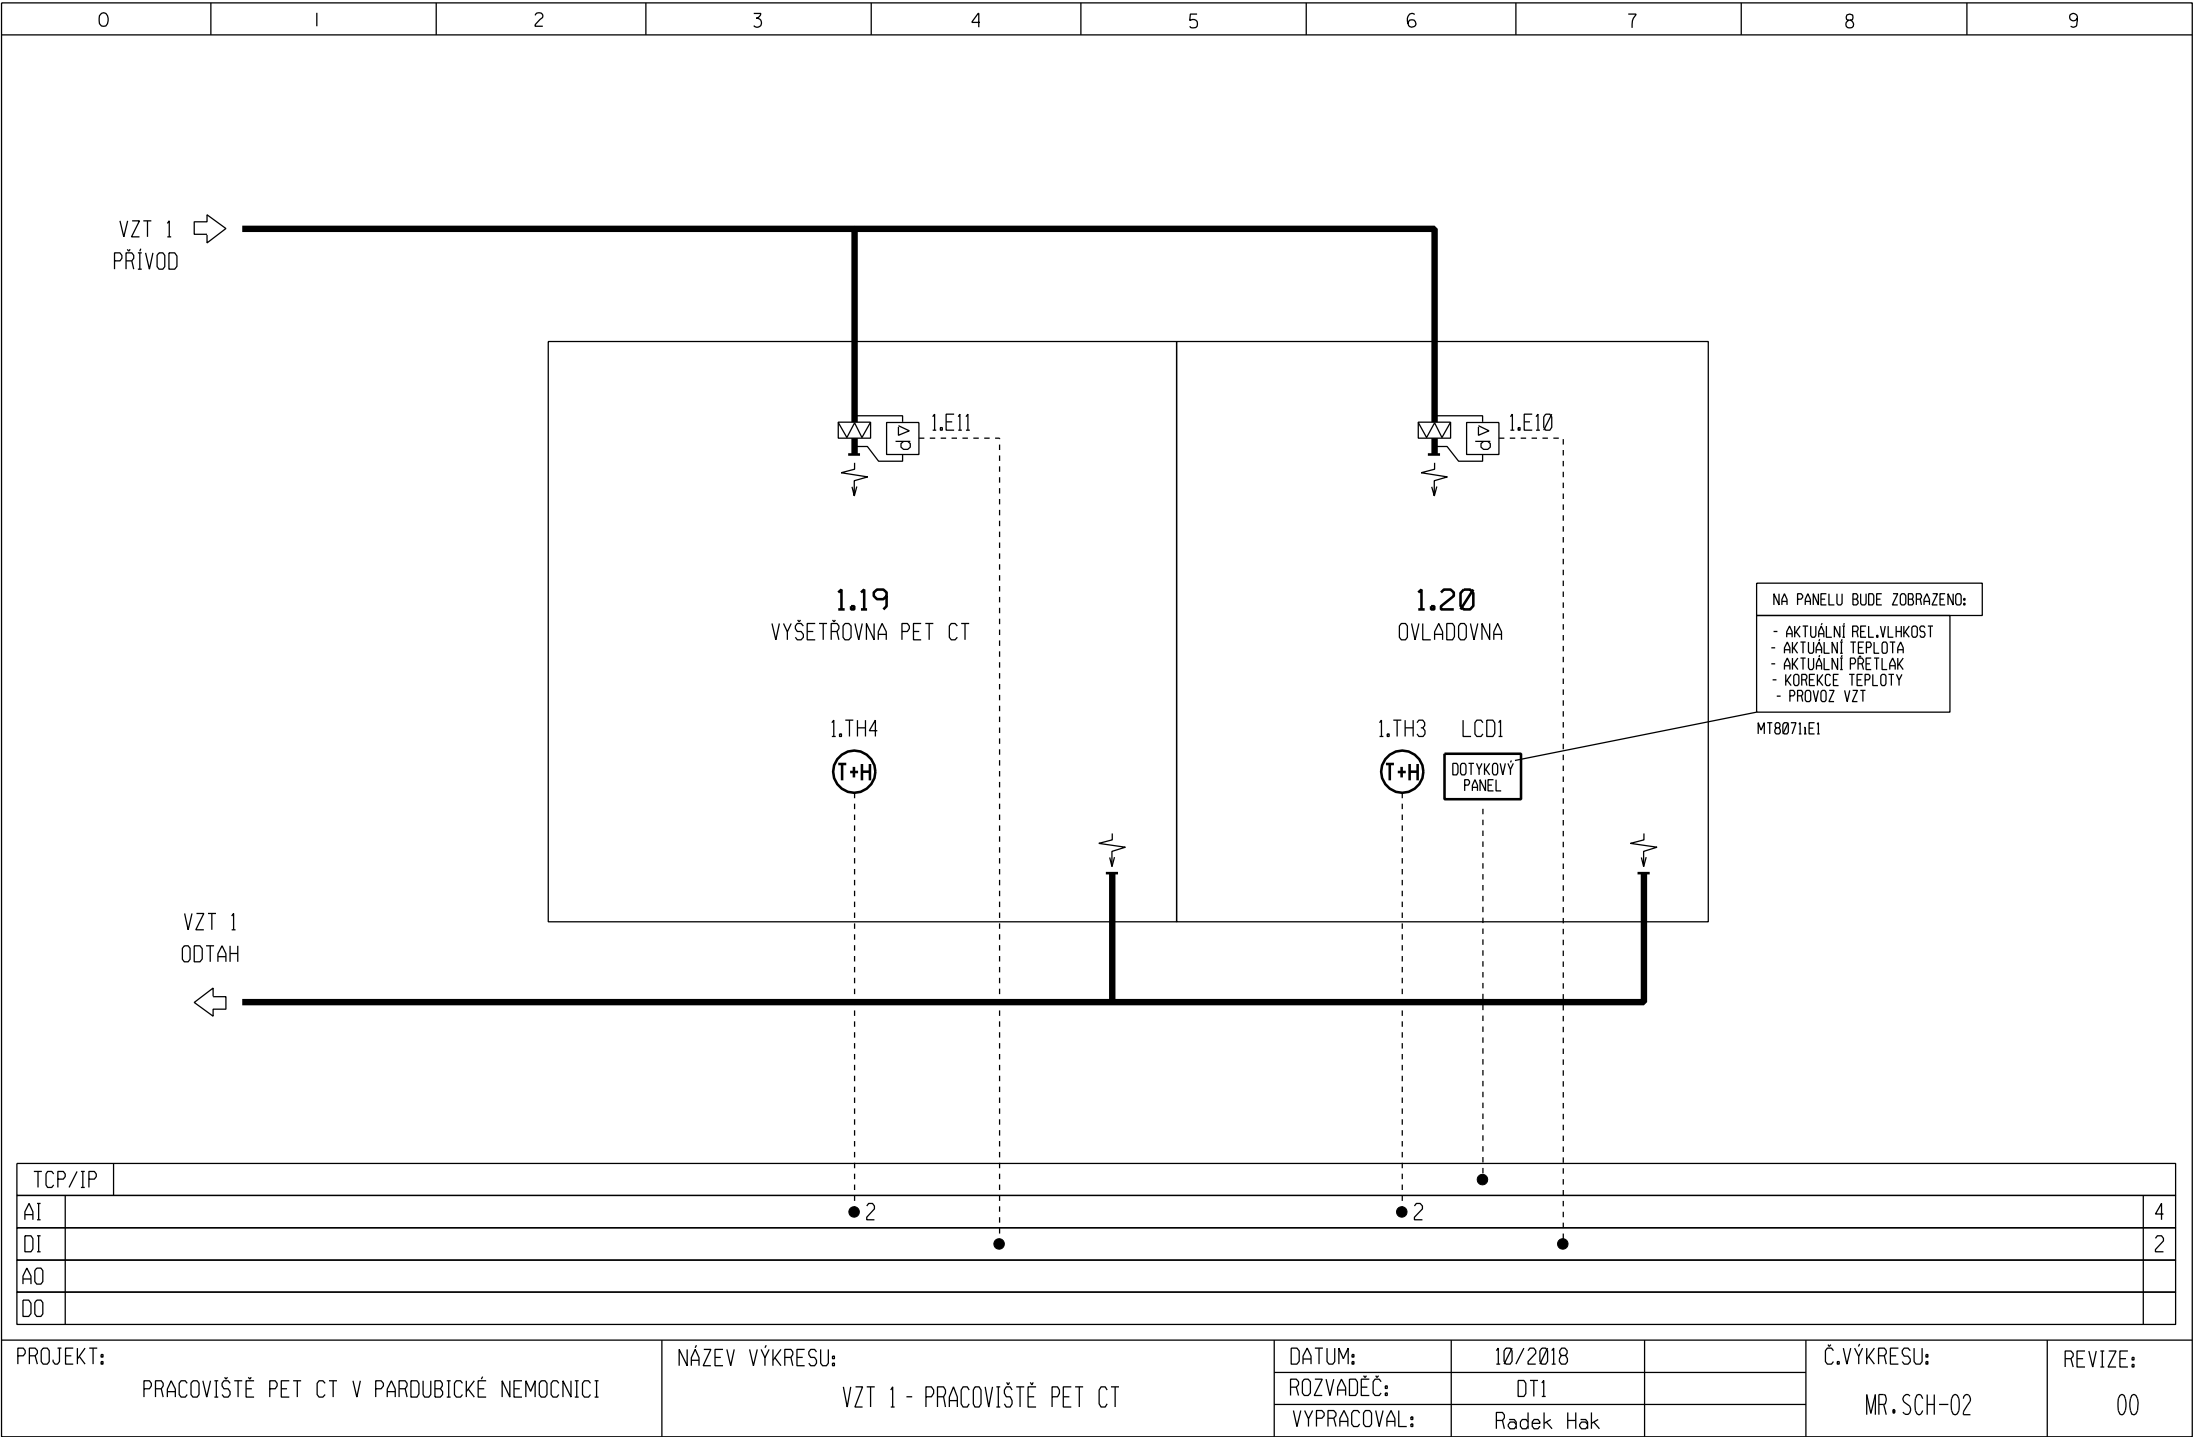 0 1 2 3 4 5 6 7 8 9
VZT 1
PŘÍVOD
1.E11
1.E10
1.19
VYŠETŘOVNA PET CT
1.20
OVLADOVNA
NA PANELU BUDE ZOBRAZENO:
- AKTUÁLNÍ REL.VLHKOST
- AKTUÁLNÍ TEPLOTA
- AKTUÁLNÍ PŘETLAK
- KOREKCE TEPLOTY
- PROVOZ VZT
MT8071iE1
1.TH4
T+H
1.TH3
T+H
LCD1
DOTYKOVÝ
PANEL
VZT 1
ODTAH
TCP/IP
AI 2 2 4
DI 2
AO
DO
PROJEKT:
PRACOVIŠTĚ PET CT V PARDUBICKÉ NEMOCNICI
NÁZEV VÝKRESU:
VZT 1 - PRACOVIŠTĚ PET CT
DATUM: 10/2018
ROZVADĚČ: DT1
VYPRACOVAL: Radek Hak
Č.VÝKRESU:
MR.SCH-02
REVIZE:
00